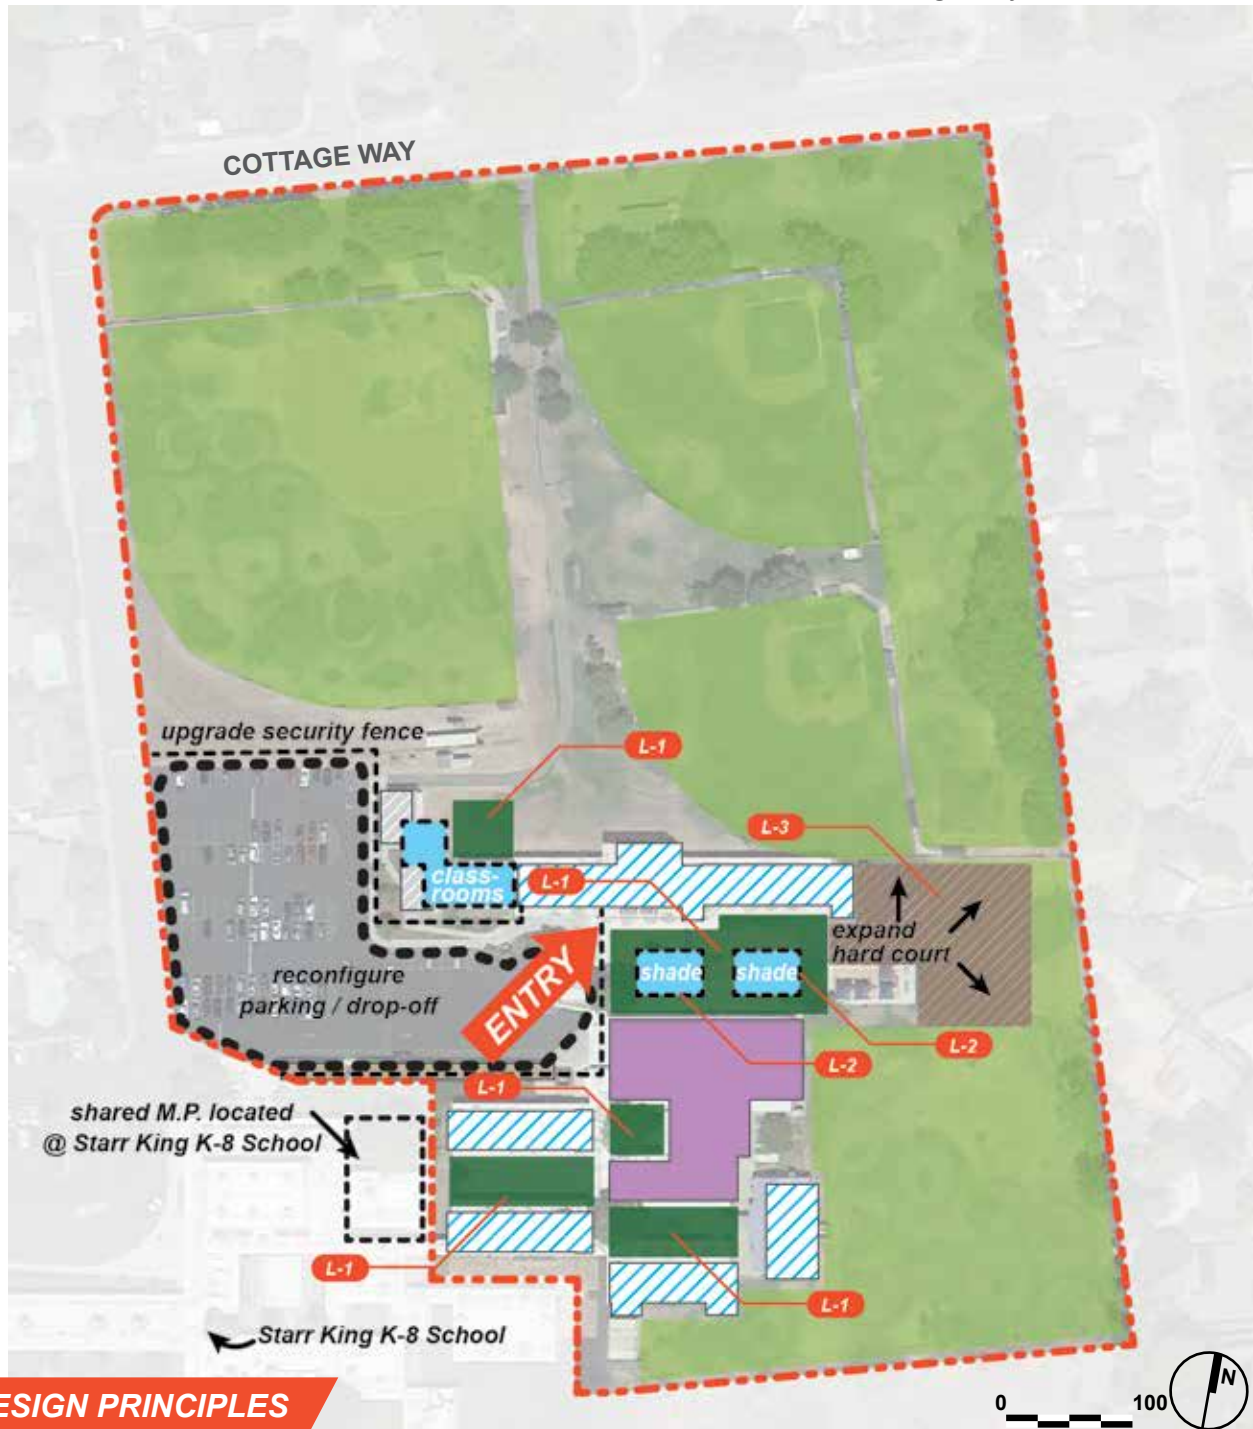 COTTAGE WAY
upgrade security fence
L-1
L-3
class-
rooms
L-1
expand
hard court
shade
shade
ENTRY
reconfigure
parking / drop-off
L-2
L-2
L-1
shared M.P. located
@ Starr King K-8 School
L-1
L-1
Starr King K-8 School
ESIGN PRINCIPLES
0
100
N